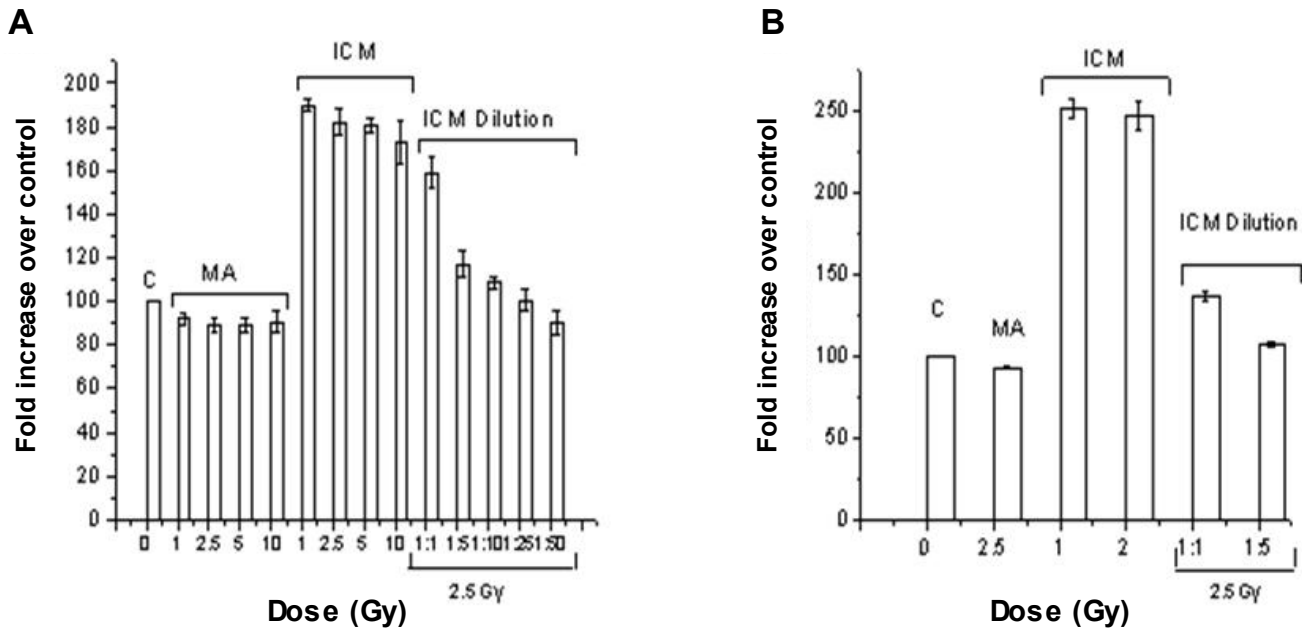 A
Fold increase over control
200
180
160
140
120
100
80
60
40
20
0
C
MA
ICM
ICM Dilution
0 1 2.5 5 10 1 2.5 5 10 1:1 1:5 1:10 1:25 1:50
2.5 Gy
Dose (Gy)
B
Fold increase over control
250
200
150
100
50
0
C
MA
ICM
ICM Dilution
0 2.5 1 2 1:1 1:5
2.5 Gy
Dose (Gy)